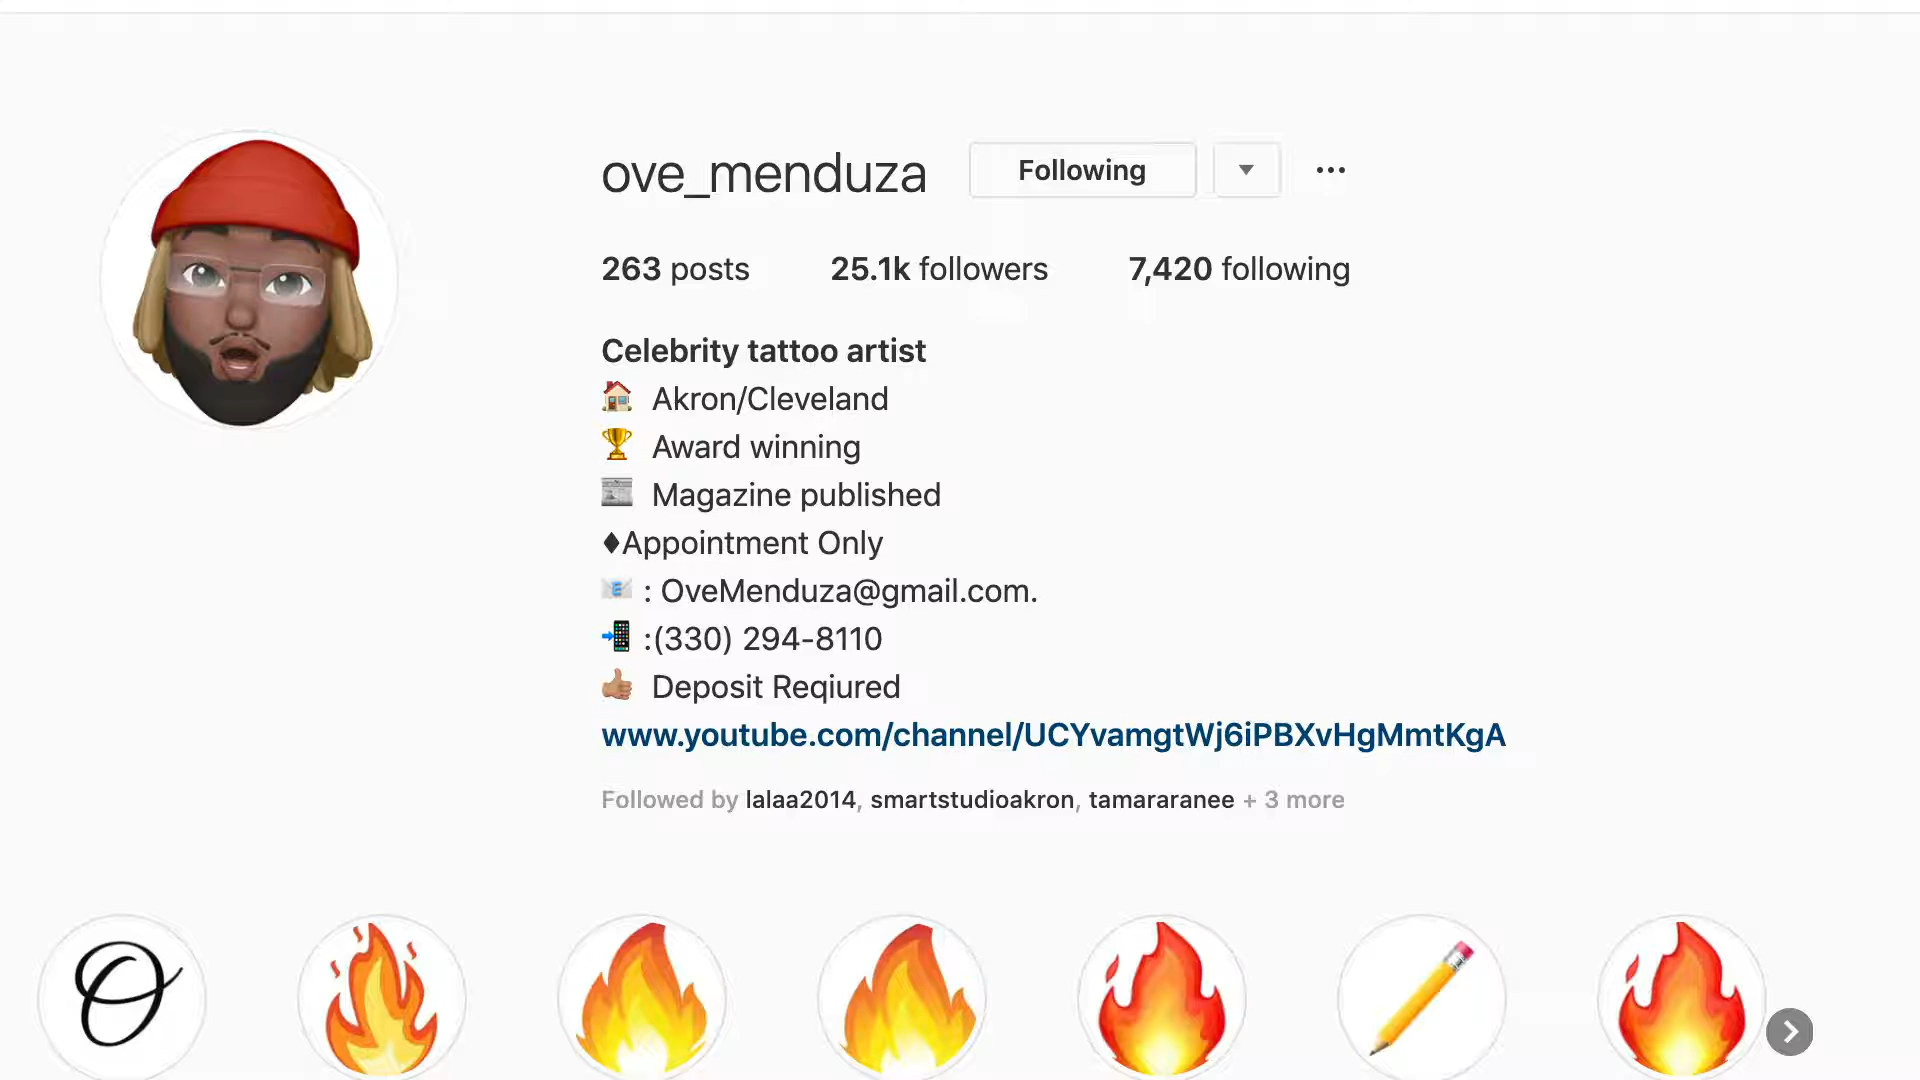 ove_menduza Following
263 posts 25.1k followers 7,420 following
Celebrity tattoo artist
🏠 Akron/Cleveland
🏆 Award winning
📰 Magazine published
♦Appointment Only
📧 : OveMenduza@gmail.com.
📲 :(330) 294-8110
👍🏽 Deposit Reqiured
www.youtube.com/channel/UCYvamgtWj6iPBXvHgMmtKgA
Followed by lalaa2014, smartstudioakron, tamararanee + 3 more
O